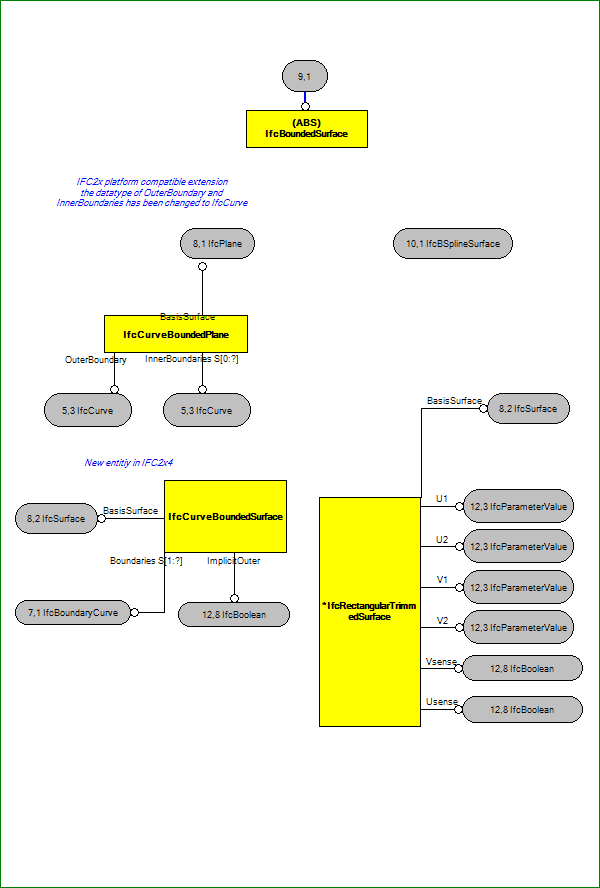 9,1
(ABS)
IfcBoundedSurface
IFC2x platform compatible extension
the datatype of OuterBoundary and
InnerBoundaries has been changed to IfcCurve
8,1 IfcPlane
10,1 IfcBSplineSurface
BasisSurface
IfcCurveBoundedPlane
OuterBoundary
InnerBoundaries S[0:?]
5,3 IfcCurve
5,3 IfcCurve
BasisSurface
8,2 IfcSurface
New entitiy in IFC2x4
8,2 IfcSurface
BasisSurface
IfcCurveBoundedSurface
Boundaries S[1:?]
ImplicitOuter
7,1 IfcBoundaryCurve
12,8 IfcBoolean
*IfcRectangularTrimm
edSurface
U1
12,3 IfcParameterValue
U2
12,3 IfcParameterValue
V1
12,3 IfcParameterValue
V2
12,3 IfcParameterValue
Vsense
12,8 IfcBoolean
Usense
12,8 IfcBoolean